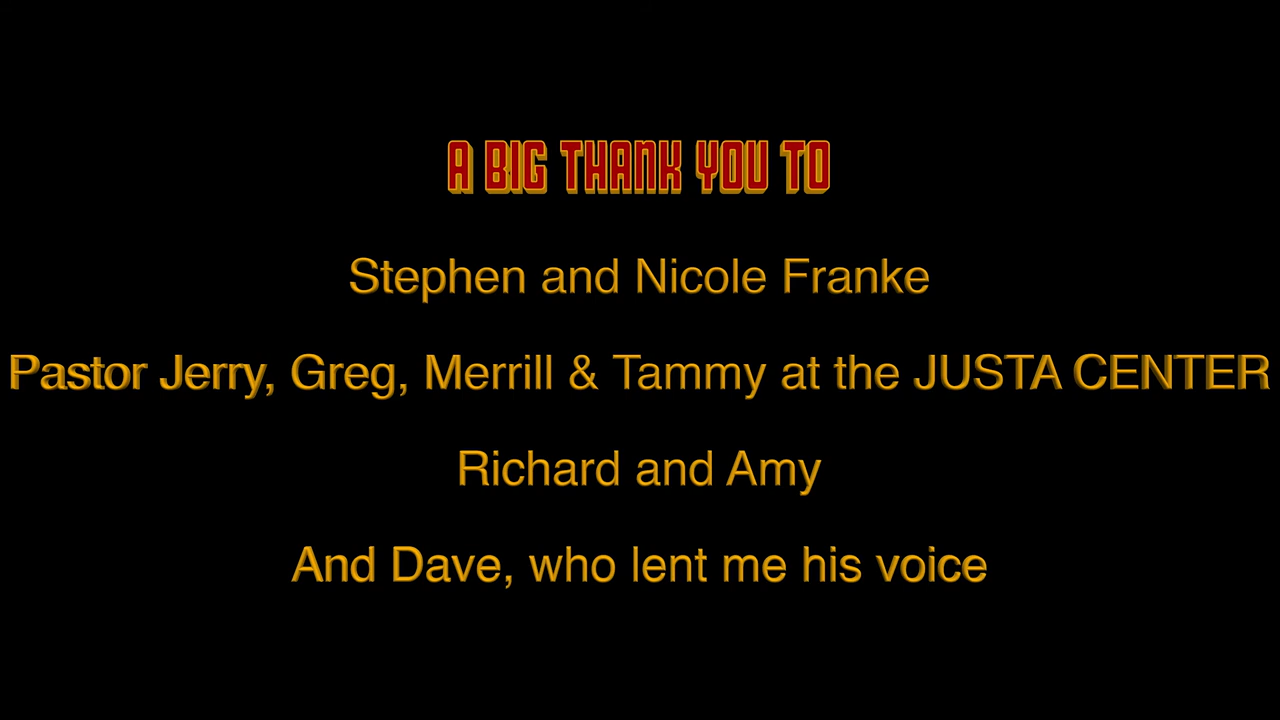 A BIG THANK YOU TO
Stephen and Nicole Franke
Pastor Jerry, Greg, Merrill & Tammy at the JUSTA CENTER
Richard and Amy
And Dave, who lent me his voice